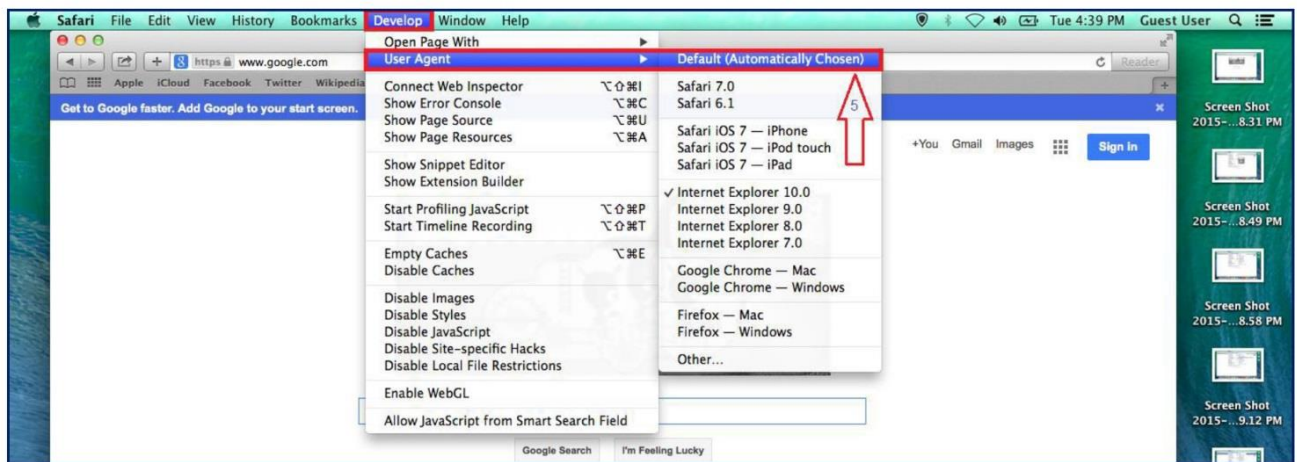 Safari File Edit View History Bookmarks Develop Window Help Tue 4:39 PM Guest User
https www.google.com Reader
Apple iCloud Facebook Twitter Wikipedia
Get to Google faster. Add Google to your start screen.
+You Gmail Images Sign in
Open Page With
User Agent
Connect Web Inspector ⌥⇧⌘I
Show Error Console ⌥⌘C
Show Page Source ⌥⌘U
Show Page Resources ⌥⌘A
Show Snippet Editor
Show Extension Builder
Start Profiling JavaScript ⌥⇧⌘P
Start Timeline Recording ⌥⇧⌘T
Empty Caches ⌥⌘E
Disable Caches
Disable Images
Disable Styles
Disable JavaScript
Disable Site-specific Hacks
Disable Local File Restrictions
Enable WebGL
Allow JavaScript from Smart Search Field
Default (Automatically Chosen)
Safari 7.0
Safari 6.1
Safari iOS 7 — iPhone
Safari iOS 7 — iPod touch
Safari iOS 7 — iPad
✓ Internet Explorer 10.0
Internet Explorer 9.0
Internet Explorer 8.0
Internet Explorer 7.0
Google Chrome — Mac
Google Chrome — Windows
Firefox — Mac
Firefox — Windows
Other...
5
Google Search I'm Feeling Lucky
Screen Shot
2015-...8.31 PM
Screen Shot
2015-...8.49 PM
Screen Shot
2015-...8.58 PM
Screen Shot
2015-...9.12 PM